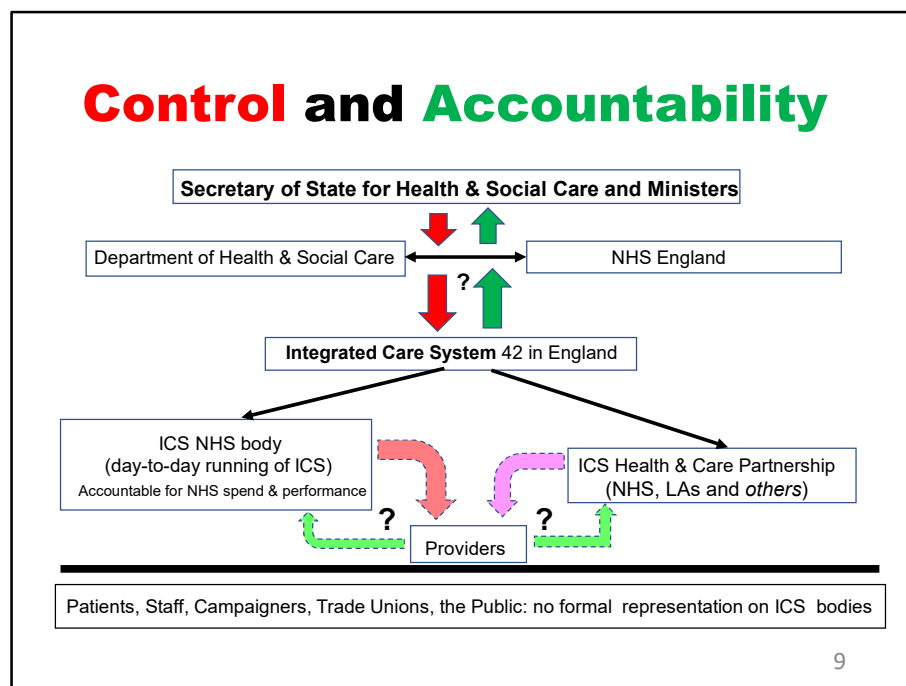 Control and Accountability
Secretary of State for Health & Social Care and Ministers
Department of Health & Social Care
NHS England
?
Integrated Care System 42 in England
ICS NHS body
(day-to-day running of ICS)
Accountable for NHS spend & performance
ICS Health & Care Partnership
(NHS, LAs and others)
?
?
Providers
Patients, Staff, Campaigners, Trade Unions, the Public: no formal representation on ICS bodies
9